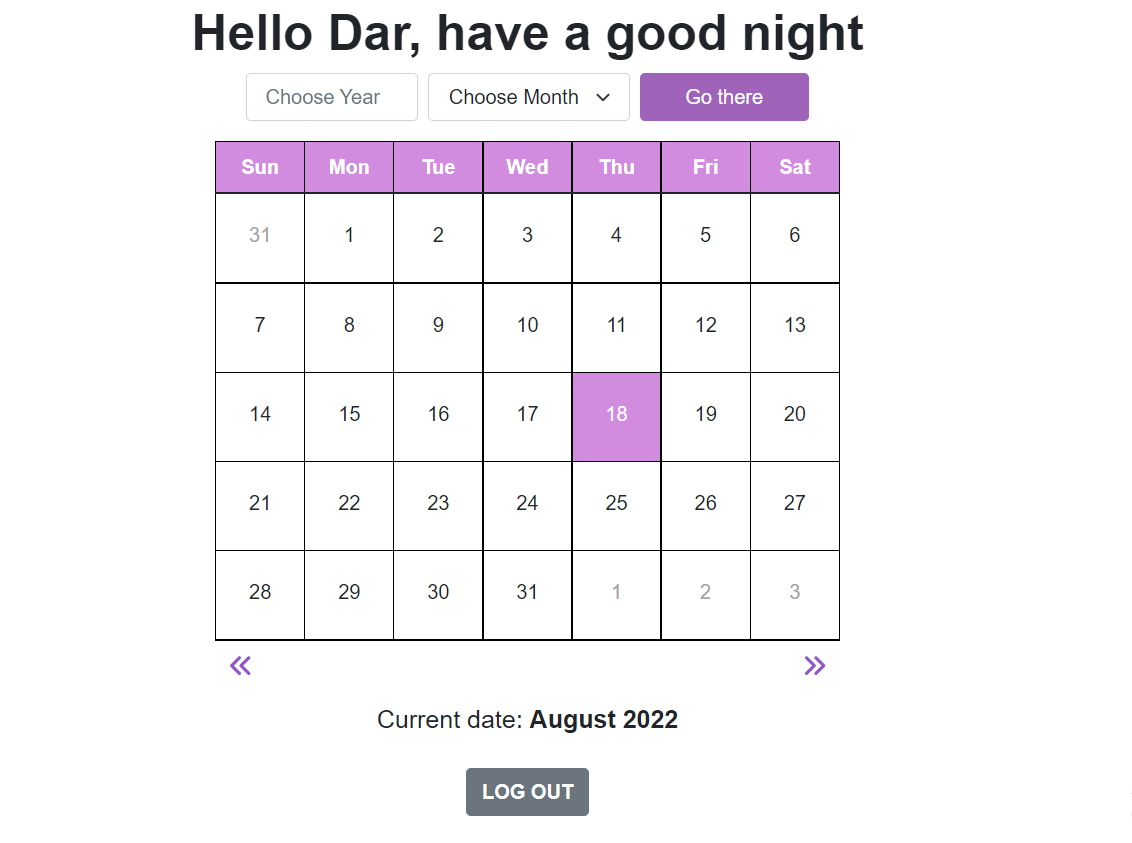 Hello Dar, have a good night
Choose Year Choose Month Go there
Sun Mon Tue Wed Thu Fri Sat
31 1 2 3 4 5 6
7 8 9 10 11 12 13
14 15 16 17 18 19 20
21 22 23 24 25 26 27
28 29 30 31 1 2 3
Current date: August 2022
LOG OUT